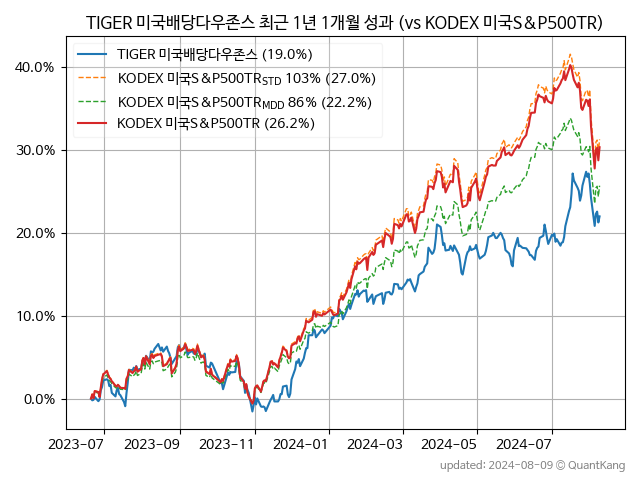 TIGER 미국배당다우존스 최근 1년 1개월 성과 (vs KODEX 미국S&P500TR)
TIGER 미국배당다우존스 (19.0%)
KODEX 미국S&P500TR_STD 103% (27.0%)
KODEX 미국S&P500TR_MDD 86% (22.2%)
KODEX 미국S&P500TR (26.2%)
40.0%
30.0%
20.0%
10.0%
0.0%
2023-07 2023-09 2023-11 2024-01 2024-03 2024-05 2024-07
updated: 2024-08-09 © QuantKang